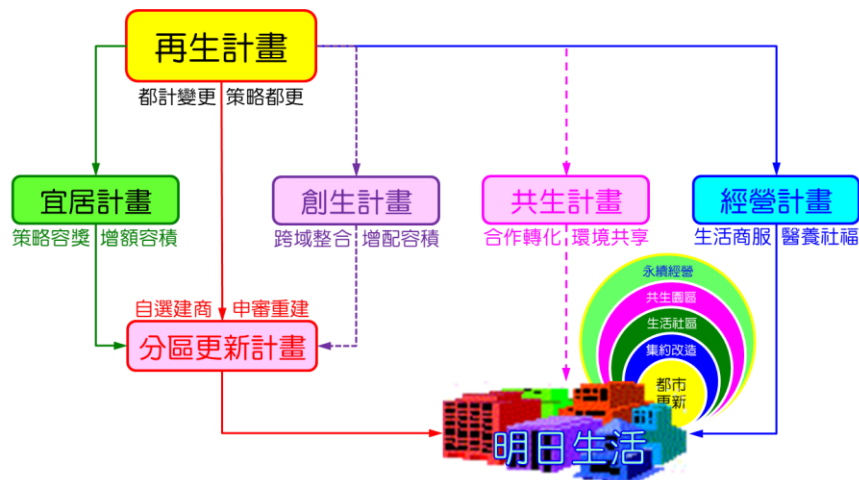 再生計畫
都計變更 策略都更
宜居計畫
創生計畫
共生計畫
經營計畫
策略容獎 增額容積
跨域整合 增配容積
合作轉化 環境共享
生活商服 醫養社福
永續經營
共生園區
自選建商 申審重建
生活社區
分區更新計畫
集約改造
都市
更新
明日生活